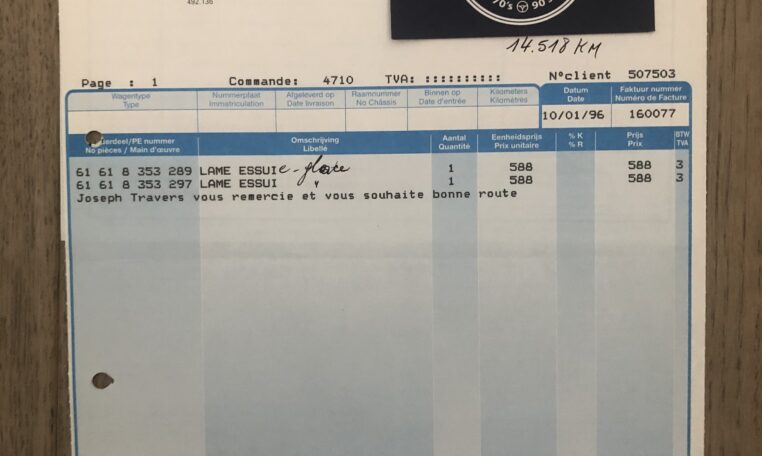 492.136
70's 90's
14.518 KM
Page : 1 Commande: 4710 TVA: :::::::::: N°client 507503
Wagentype Nummerplaat Afgeleverd op Raamnummer Binnen op Kilometers Datum Faktuur nummer
Type Immatriculation Date livraison No Châssis Date d'entrée Kilomètres Date Numéro de Facture
10/01/96 160077
derdeel/PE nummer Omschrijving Aantal Eenheidsprijs % K Prijs BTW
No pièces / Main d'œuvre Libellé Quantité Prix unitaire % R Prix TVA
61 61 8 353 289 LAME ESSUIe-glace 1 588 588 3
61 61 8 353 297 LAME ESSUI " 1 588 588 3
Joseph Travers vous remercie et vous souhaite bonne route